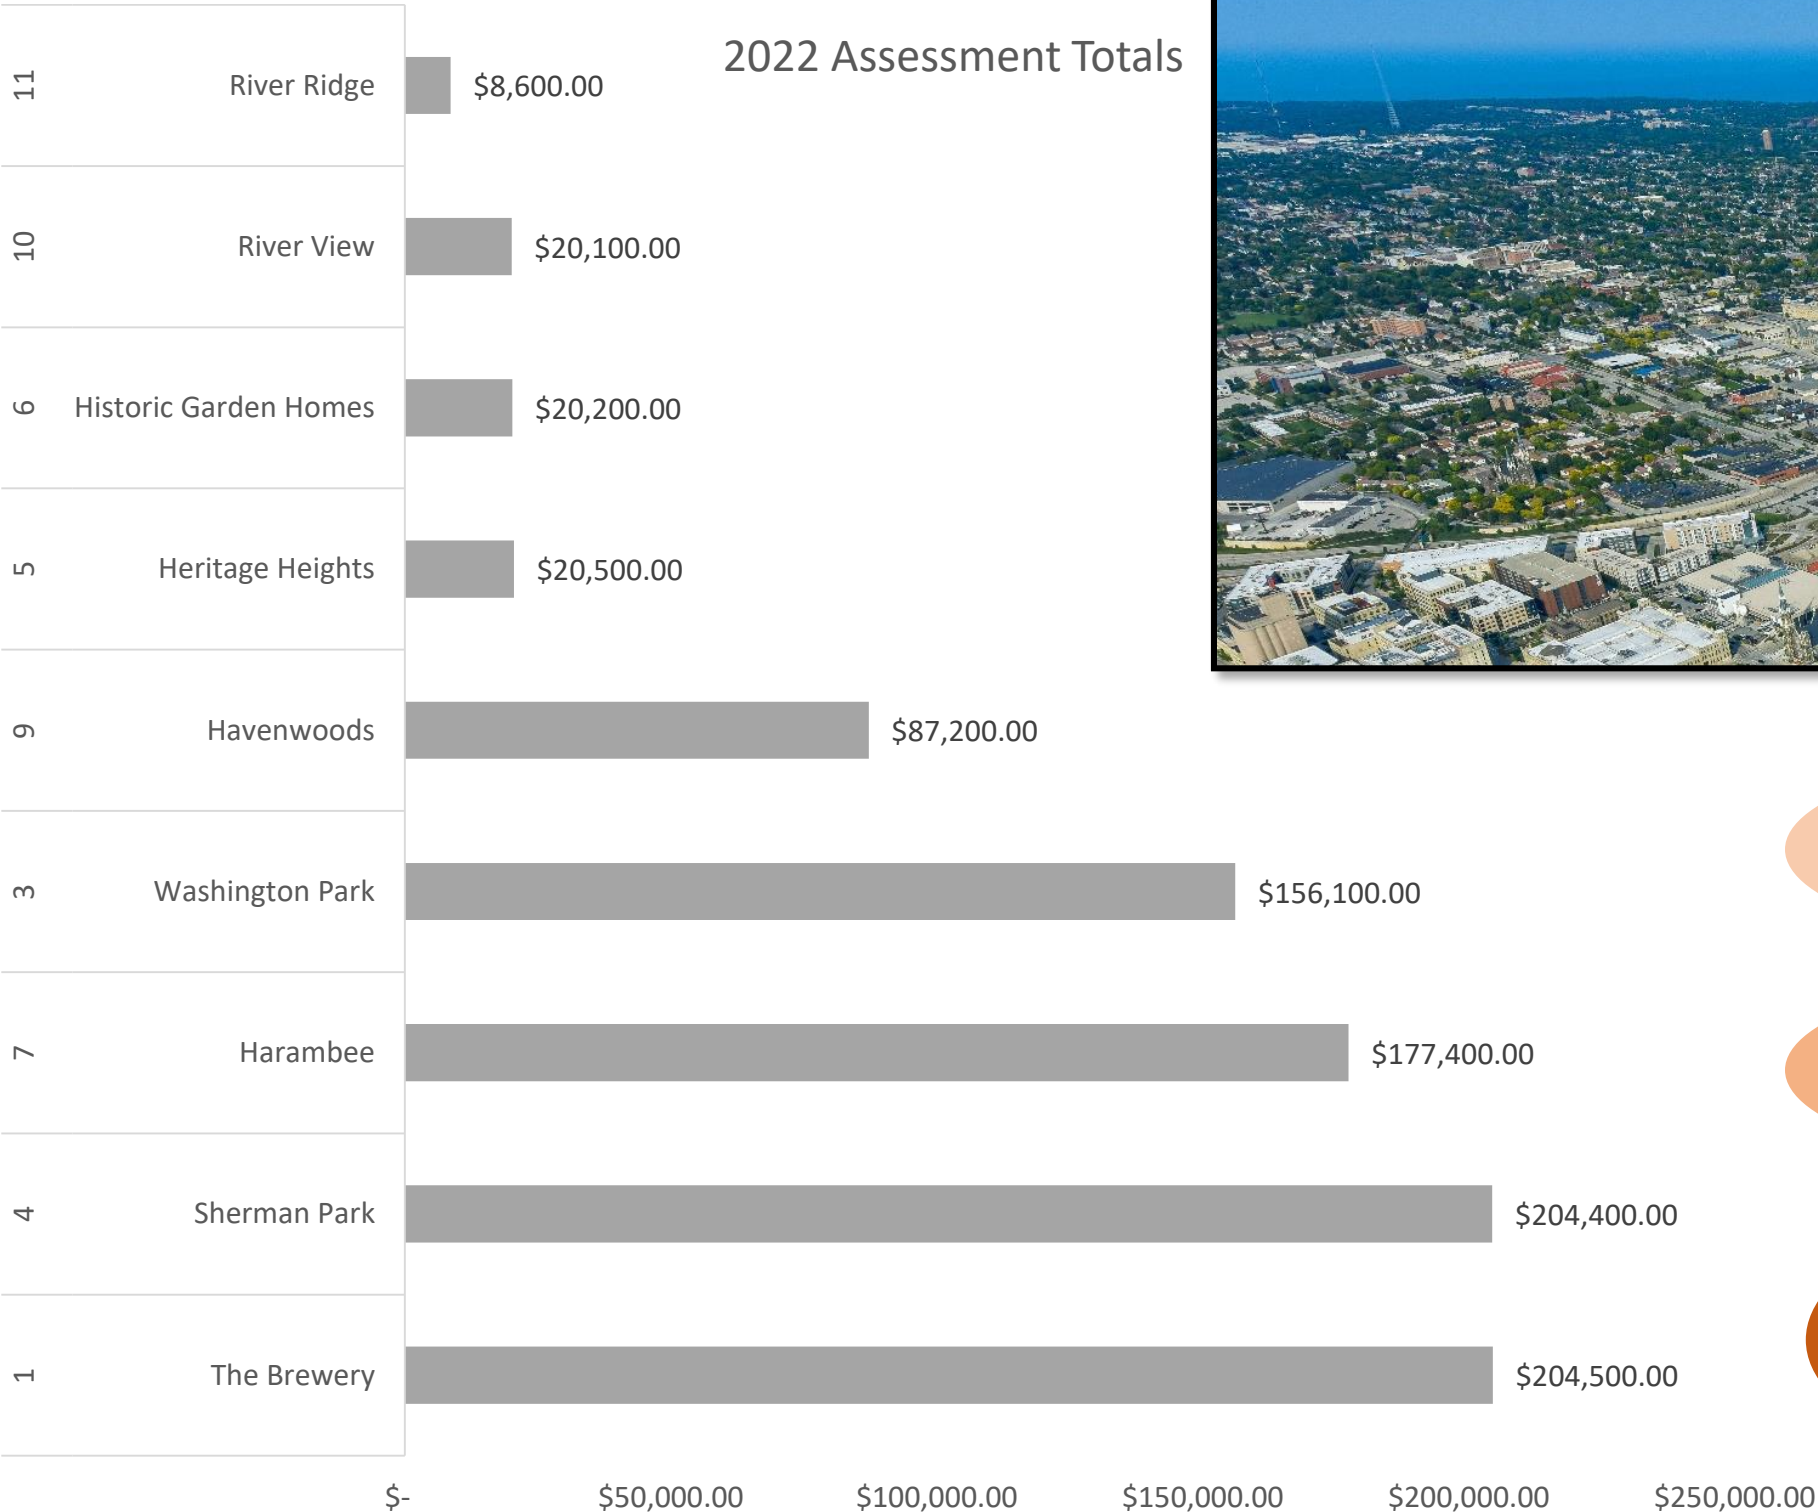 2022 Assessment Totals
11 River Ridge $8,600.00
10 River View $20,100.00
6 Historic Garden Homes $20,200.00
5 Heritage Heights $20,500.00
9 Havenwoods $87,200.00
3 Washington Park $156,100.00
7 Harambee $177,400.00
4 Sherman Park $204,400.00
1 The Brewery $204,500.00
$- $50,000.00 $100,000.00 $150,000.00 $200,000.00 $250,000.00